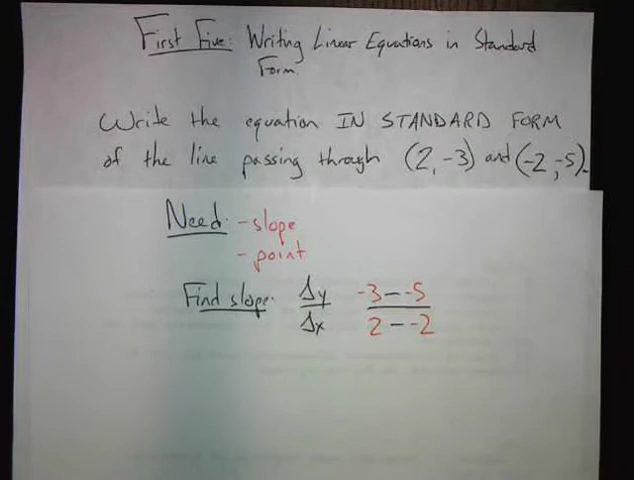 First Five: Writing Linear Equations in Standard
Form.
Write the equation IN STANDARD FORM
of the line passing through (2, -3) and (-2, -5).
Need: - slope
- point
Find slope: Δy -3 - -5
Δx 2 - -2